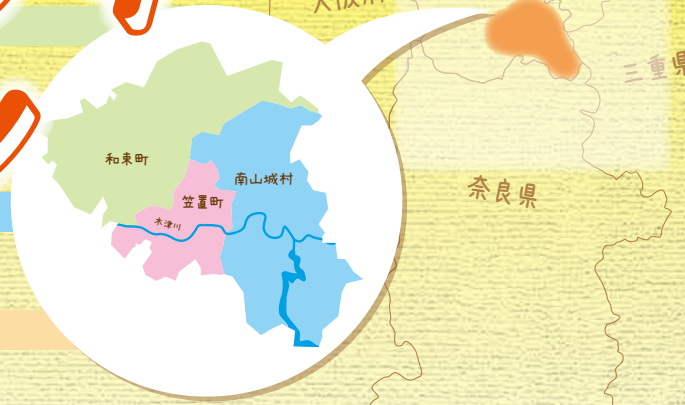 大阪府
三重県
和束町
南山城村
笠置町
木津川
奈良県